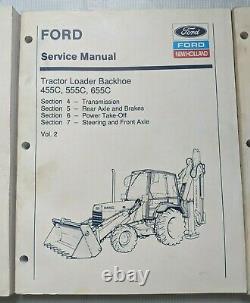 FORD
Service Manual
Ford
FORD
NEW HOLLAND
Tractor Loader Backhoe
455C, 555C, 655C
Section 4 – Transmission
Section 5 – Rear Axle and Brakes
Section 6 – Power Take-Off
Section 7 – Steering and Front Axle
Vol. 2